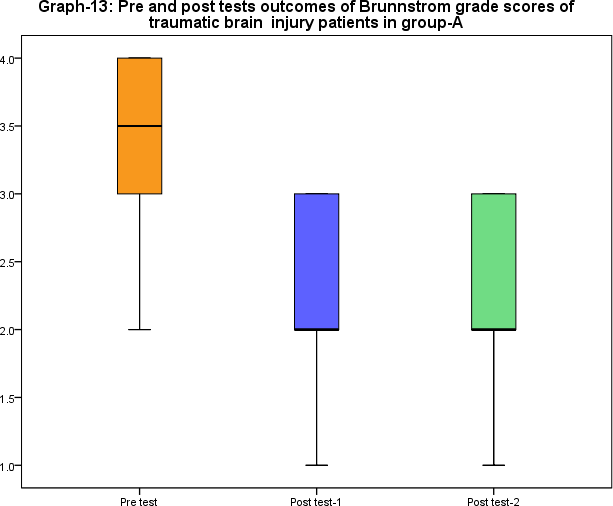 Graph-13: Pre and post tests outcomes of Brunnstrom grade scores of
traumatic brain injury patients in group-A
4.0
3.5
3.0
2.5
2.0
1.5
1.0
Pre test
Post test-1
Post test-2